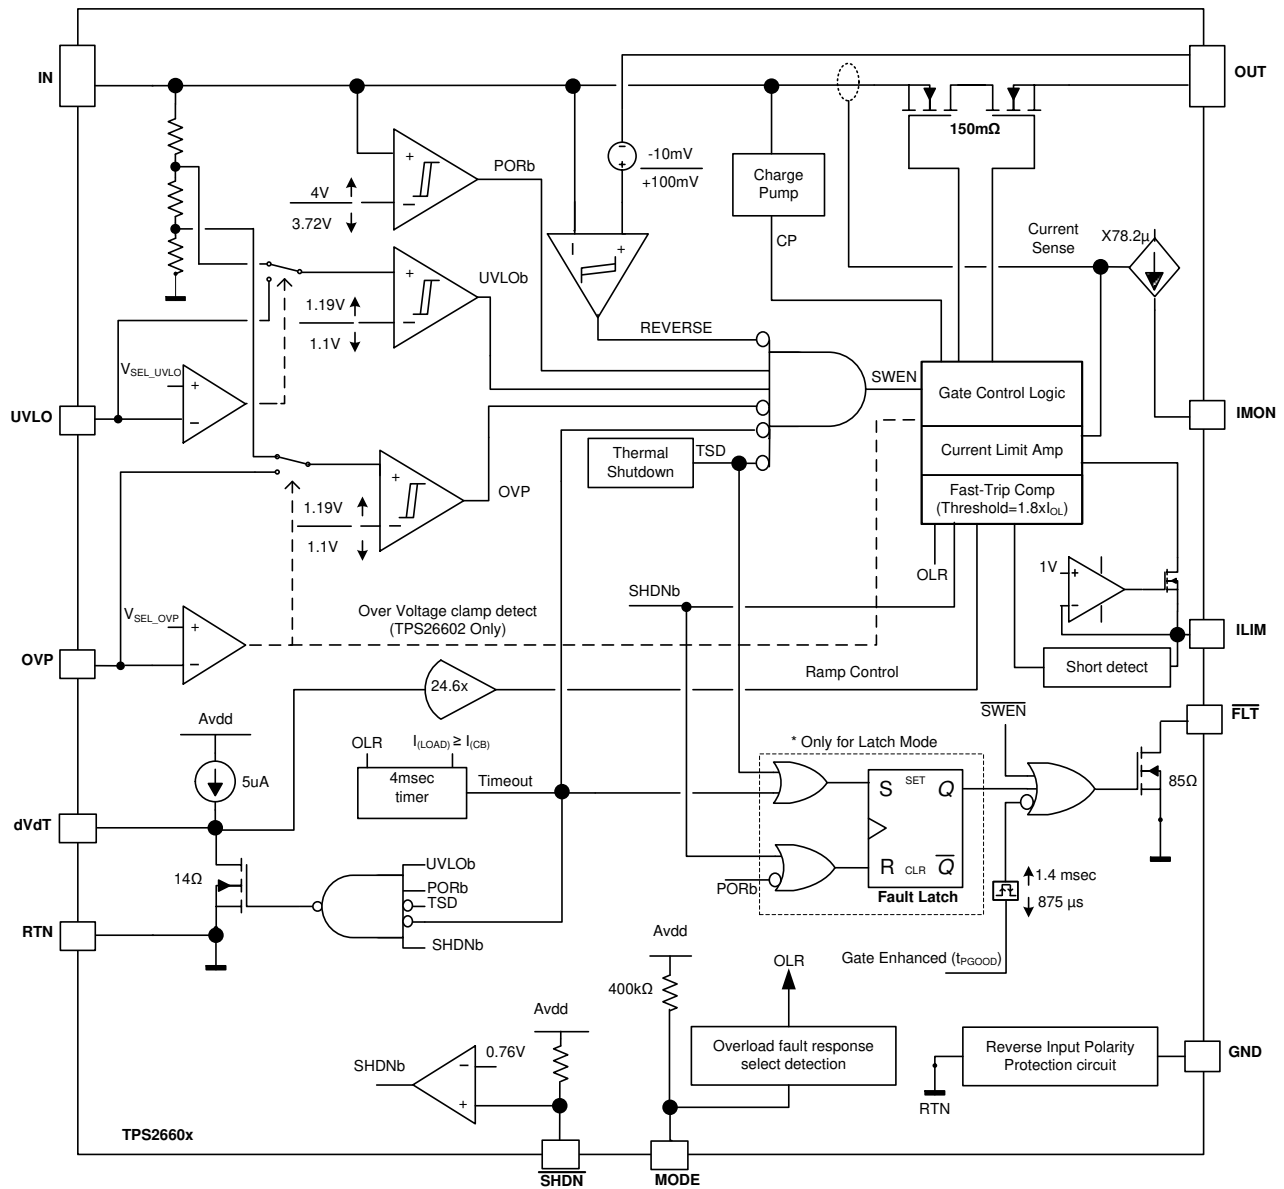 IN
OUT
150mΩ
PORb
4V
3.72V
-10mV
+100mV
Charge
Pump
CP
Current
Sense
X78.2µ
UVLOb
1.19V
1.1V
REVERSE
V_SEL_UVLO
SWEN
Gate Control Logic
UVLO
IMON
Thermal
Shutdown
TSD
Current Limit Amp
Fast-Trip Comp
(Threshold=1.8xI_OL)
OVP
1.19V
1.1V
OLR
1V
SHDNb
V_SEL_OVP
Over Voltage clamp detect
(TPS26602 Only)
ILIM
OVP
Short detect
Ramp Control
24.6x
Avdd
SWEN
FLT
OLR
I_(LOAD) ≥ I_(CB)
* Only for Latch Mode
5uA
4msec
timer
Timeout
S
SET
Q
85Ω
dVdT
UVLOb
PORb
TSD
SHDNb
14Ω
PORb
R
CLR
Q
Fault Latch
1.4 msec
875 µs
RTN
Avdd
400kΩ
OLR
Gate Enhanced (t_PGOOD)
Avdd
SHDNb
0.76V
Overload fault response
select detection
Reverse Input Polarity
Protection circuit
GND
RTN
TPS2660x
SHDN
MODE